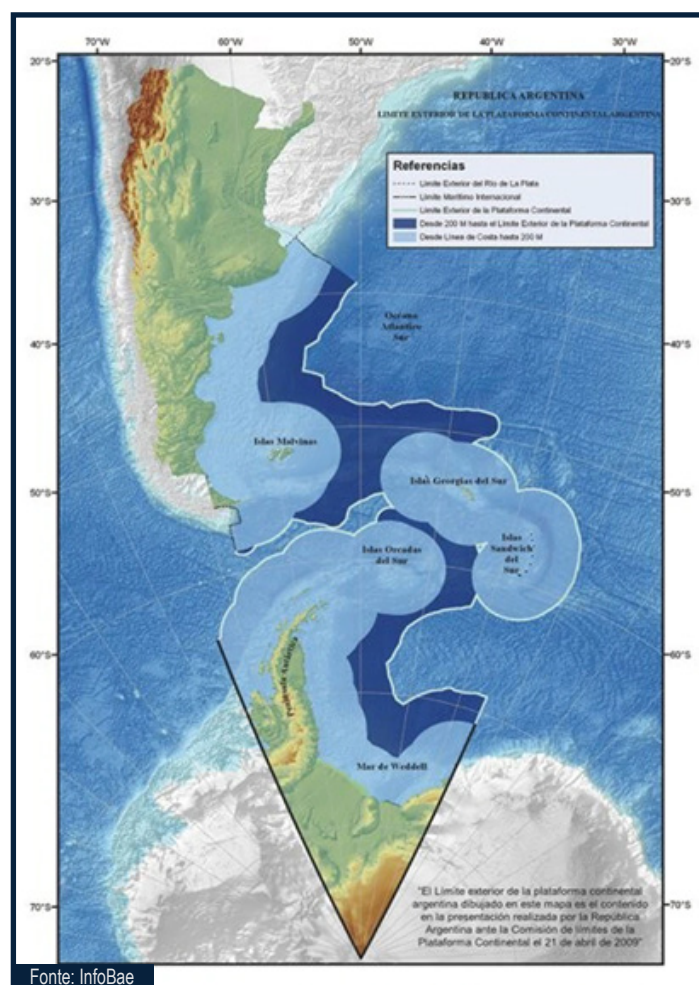 70°W
60°W
50°W
40°W
30°W
20°S
20°S
REPUBLICA ARGENTINA
LIMITE EXTERIOR DE LA PLATAFORMA CONTINENTAL ARGENTINA
Referencias
Límite Exterior del Río de La Plata
Límite Marítimo Internacional
Límite Exterior de la Plataforma Continental
Desde 200 M hasta el Límite Exterior de la Plataforma Continental
Desde Línea de Costa hasta 200 M
30°S
30°S
Oceano
Atlántico
Sur
40°S
40°S
Islas Malvinas
Islas Georgias del Sur
50°S
50°S
Islas Orcadas
del Sur
Islas
Sandwich
del
Sur
60°S
60°S
Península Antártica
Mar de Weddell
"El Límite exterior de la plataforma continental
argentina dibujado en este mapa es el contenido
en la presentación realizada por la República
Argentina ante la Comisión de límites de la
Plataforma Continental el 21 de abril de 2009"
70°S
70°S
Fonte: InfoBae